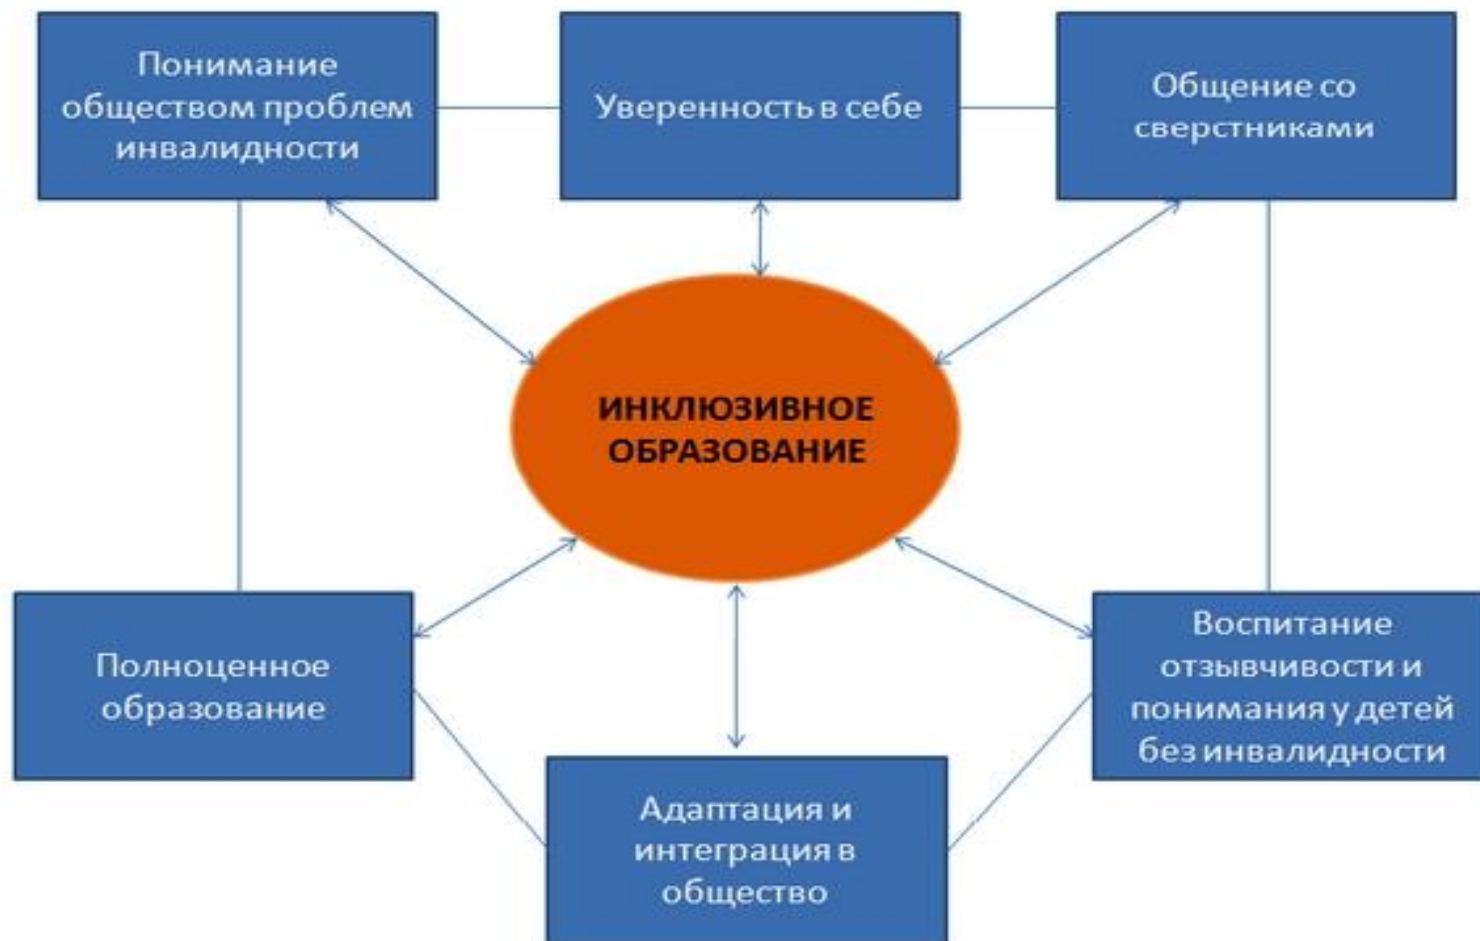 Понимание
обществом проблем
инвалидности
Уверенность в себе
Общение со
сверстниками
ИНКЛЮЗИВНОЕ
ОБРАЗОВАНИЕ
Полноценное
образование
Адаптация и
интеграция в
общество
Воспитание
отзывчивости и
понимания у детей
без инвалидности